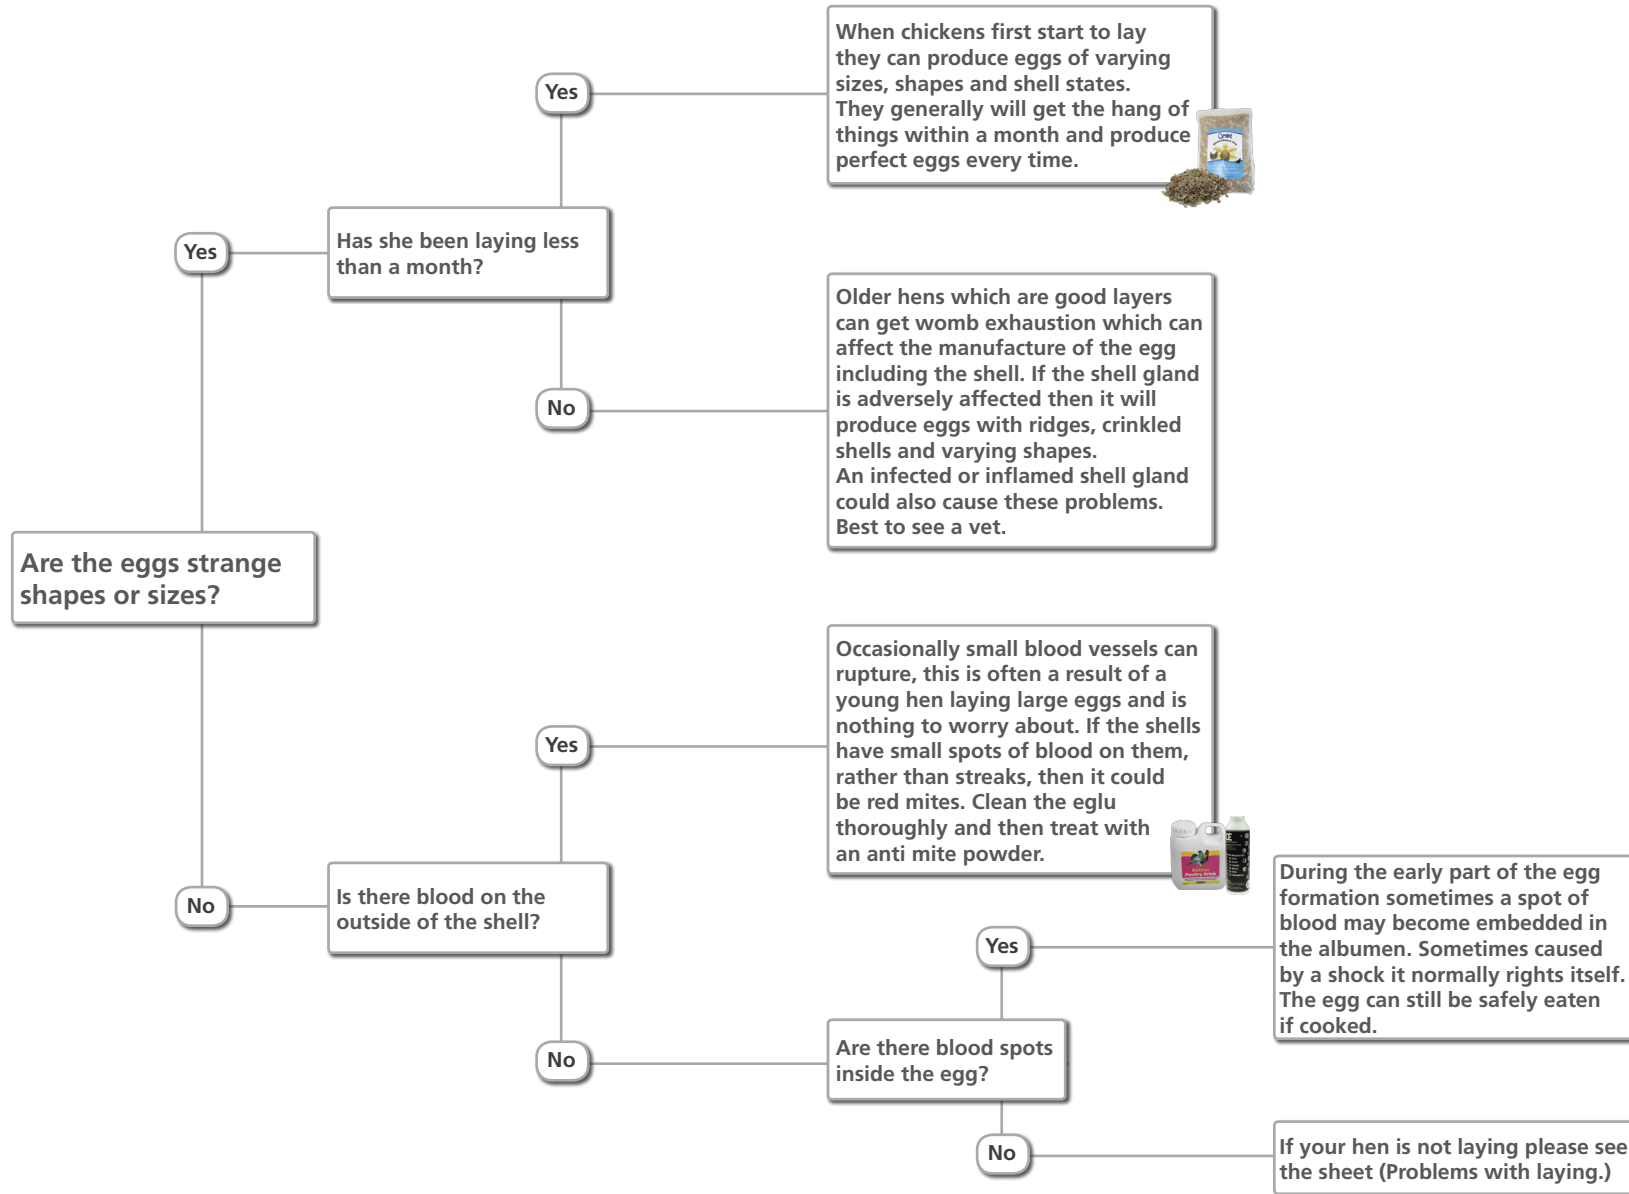 When chickens first start to lay
they can produce eggs of varying
sizes, shapes and shell states.
They generally will get the hang of
things within a month and produce
perfect eggs every time.
Yes
Has she been laying less
than a month?
Yes
No
Older hens which are good layers
can get womb exhaustion which can
affect the manufacture of the egg
including the shell. If the shell gland
is adversely affected then it will
produce eggs with ridges, crinkled
shells and varying shapes.
An infected or inflamed shell gland
could also cause these problems.
Best to see a vet.
Are the eggs strange
shapes or sizes?
Occasionally small blood vessels can
rupture, this is often a result of a
young hen laying large eggs and is
nothing to worry about. If the shells
have small spots of blood on them,
rather than streaks, then it could
be red mites. Clean the eglu
thoroughly and then treat with
an anti mite powder.
Poultry Drink
Yes
No
Is there blood on the
outside of the shell?
No
During the early part of the egg
formation sometimes a spot of
blood may become embedded in
the albumen. Sometimes caused
by a shock it normally rights itself.
The egg can still be safely eaten
if cooked.
Yes
Are there blood spots
inside the egg?
No
If your hen is not laying please see
the sheet (Problems with laying.)